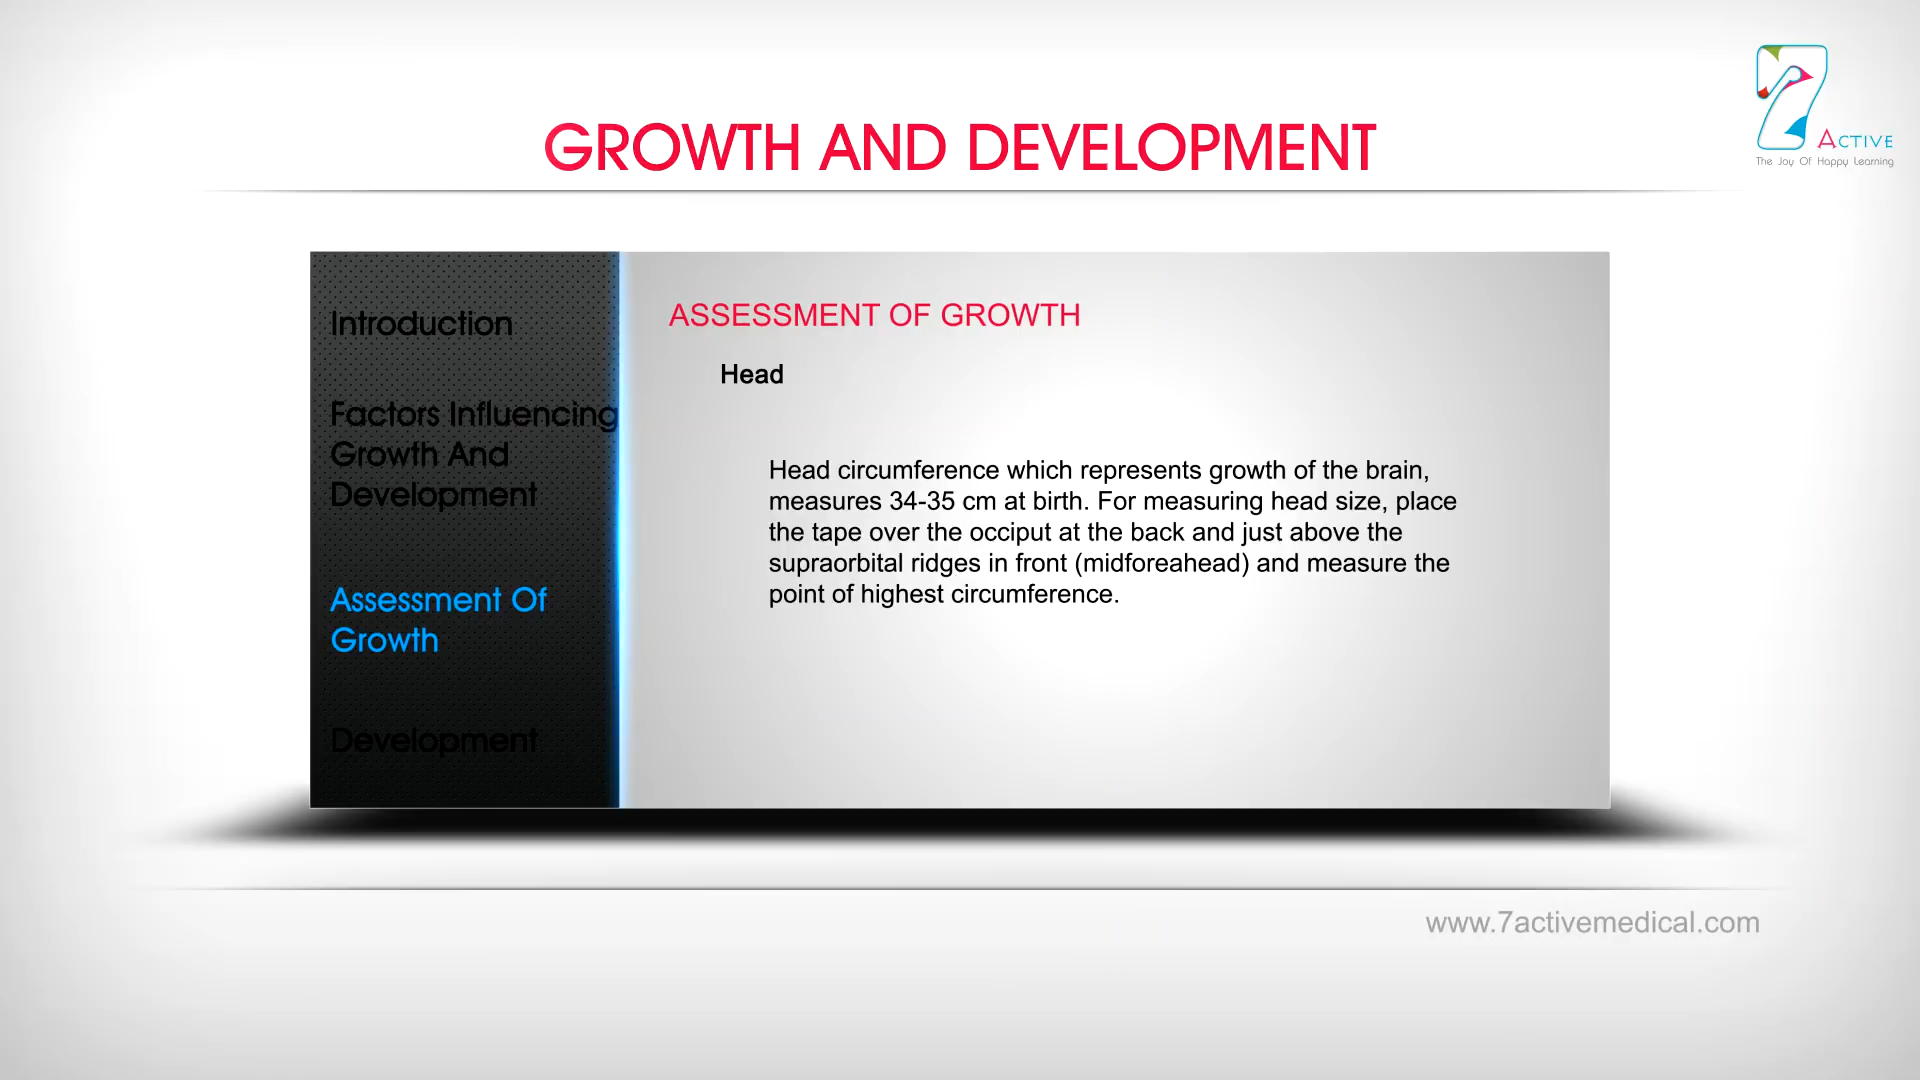 7 ACTIVE
The Joy Of Happy Learning
GROWTH AND DEVELOPMENT
Introduction
Factors Influencing
Growth And
Development
Assessment Of
Growth
Development
ASSESSMENT OF GROWTH
Head
Head circumference which represents growth of the brain,
measures 34-35 cm at birth. For measuring head size, place
the tape over the occiput at the back and just above the
supraorbital ridges in front (midforeahead) and measure the
point of highest circumference.
www.7activemedical.com